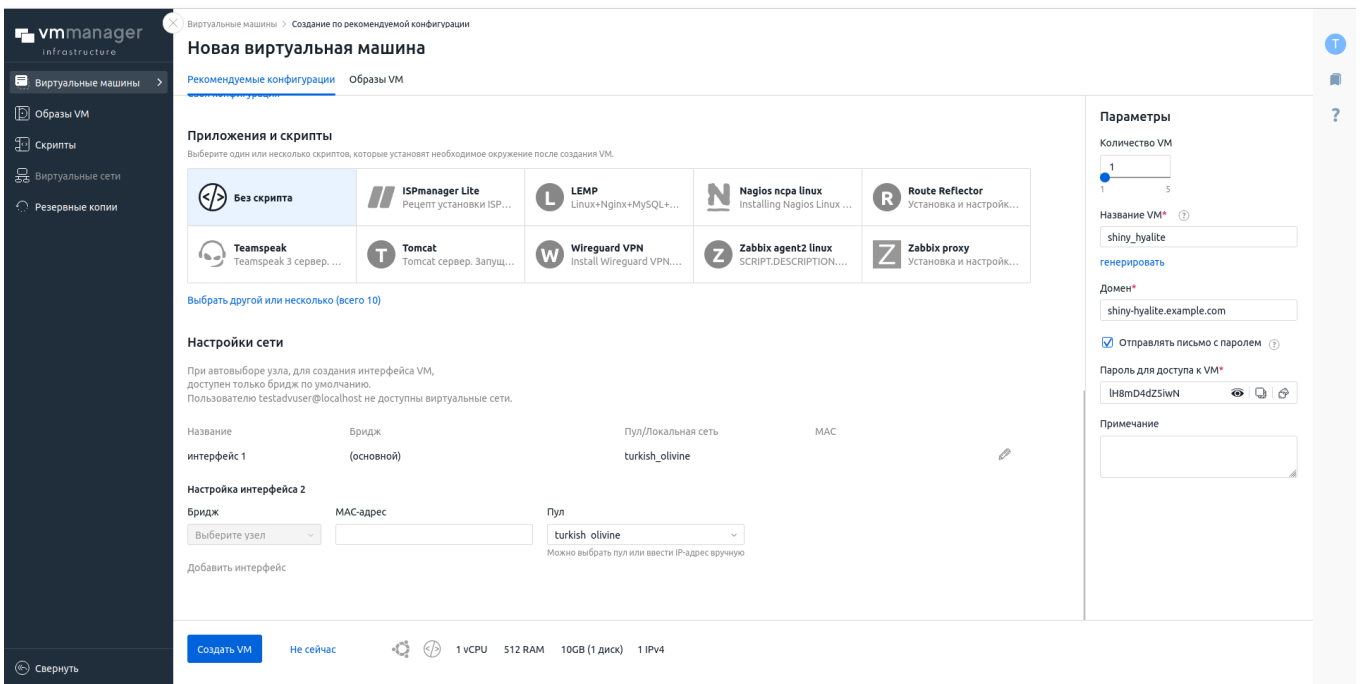 vmmanager
infrastructure
Виртуальные машины
Образы VM
Скрипты
Виртуальные сети
Резервные копии
Свернуть
Виртуальные машины > Создание по рекомендуемой конфигурации
Новая виртуальная машина
Рекомендуемые конфигурации Образы VM
Приложения и скрипты
Выберите один или несколько скриптов, которые установят необходимое окружение после создания VM.
Без скрипта
ISPmanager Lite
Рецепт установки ISP...
L
LEMP
Linux+Nginx+MySQL+...
N
Nagios ncpa linux
Installing Nagios Linux ...
R
Route Reflector
Установка и настройк...
Teamspeak
Teamspeak 3 сервер. ...
T
Tomcat
Tomcat сервер. Запущ...
W
Wireguard VPN
Install Wireguard VPN....
Z
Zabbix agent2 linux
SCRIPT.DESCRIPTION....
Z
Zabbix proxy
Установка и настройк...
Выбрать другой или несколько (всего 10)
Настройки сети
При автовыборе узла, для создания интерфейса VM,
доступен только бридж по умолчанию.
Пользователю testadvuser@localhost не доступны виртуальные сети.
Название Бридж Пул/Локальная сеть MAC
интерфейс 1 (основной) turkish_olivine
Настройка интерфейса 2
Бридж MAC-адрес Пул
Выберите узел turkish olivine
Можно выбрать пул или ввести IP-адрес вручную
Добавить интерфейс
Создать VM Не сейчас 1 vCPU 512 RAM 10GB (1 диск) 1 IPv4
Параметры
Количество VM
1
1 5
Название VM* ?
shiny_hyalite
генерировать
Домен*
shiny-hyalite.example.com
Отправлять письмо с паролем ?
Пароль для доступа к VM*
lH8mD4dZ5iwN
Примечание
T
?